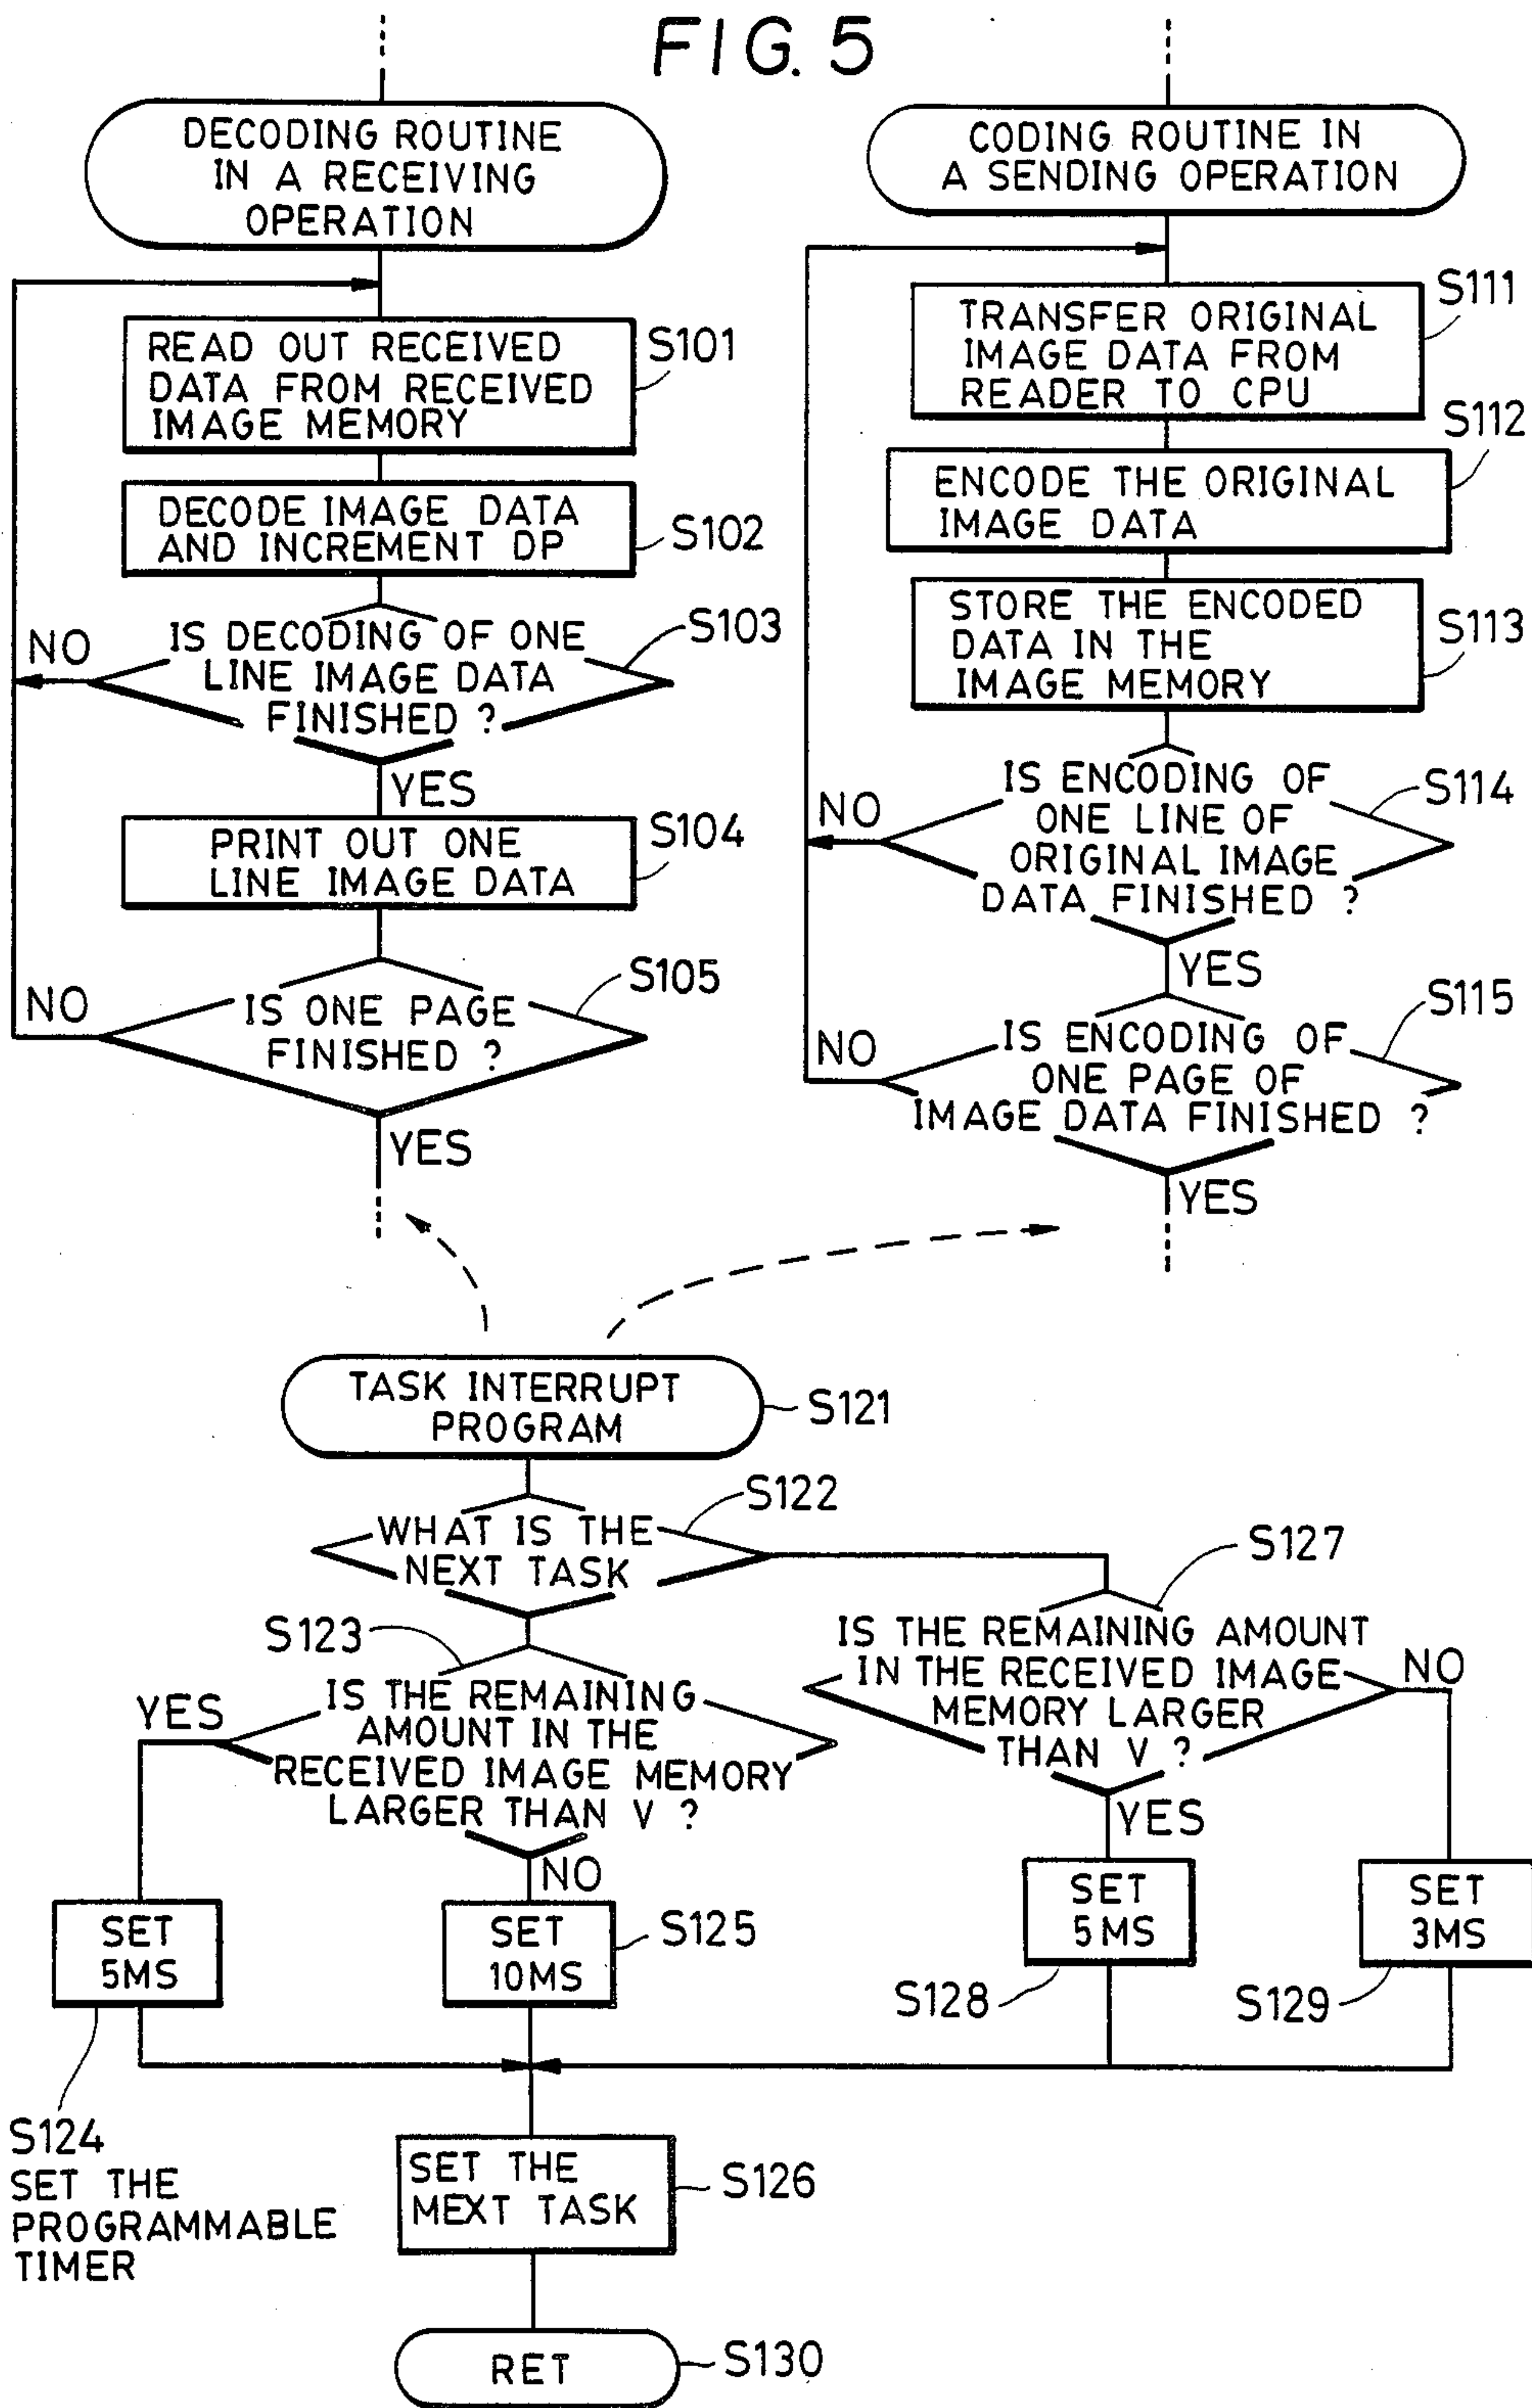 FIG. 5
DECODING ROUTINE
IN A RECEIVING
OPERATION
READ OUT RECEIVED
DATA FROM RECEIVED
IMAGE MEMORY
S101
DECODE IMAGE DATA
AND INCREMENT DP
S102
IS DECODING OF ONE
LINE IMAGE DATA
FINISHED ?
S103
NO
YES
PRINT OUT ONE
LINE IMAGE DATA
S104
IS ONE PAGE
FINISHED ?
S105
NO
YES
CODING ROUTINE IN
A SENDING OPERATION
TRANSFER ORIGINAL
IMAGE DATA FROM
READER TO CPU
S111
ENCODE THE ORIGINAL
IMAGE DATA
S112
STORE THE ENCODED
DATA IN THE
IMAGE MEMORY
S113
IS ENCODING OF
ONE LINE OF
ORIGINAL IMAGE
DATA FINISHED ?
S114
NO
YES
IS ENCODING OF
ONE PAGE OF
IMAGE DATA FINISHED ?
S115
NO
YES
TASK INTERRUPT
PROGRAM
S121
WHAT IS THE
NEXT TASK
S122
S123
IS THE REMAINING
AMOUNT IN THE
RECEIVED IMAGE MEMORY
LARGER THAN V ?
YES
NO
S127
IS THE REMAINING AMOUNT
IN THE RECEIVED IMAGE
MEMORY LARGER
THAN V ?
NO
YES
SET
5MS
SET
10MS
S125
SET
5MS
S128
SET
3MS
S129
S124
SET THE
PROGRAMMABLE
TIMER
SET THE
MEXT TASK
S126
RET
S130